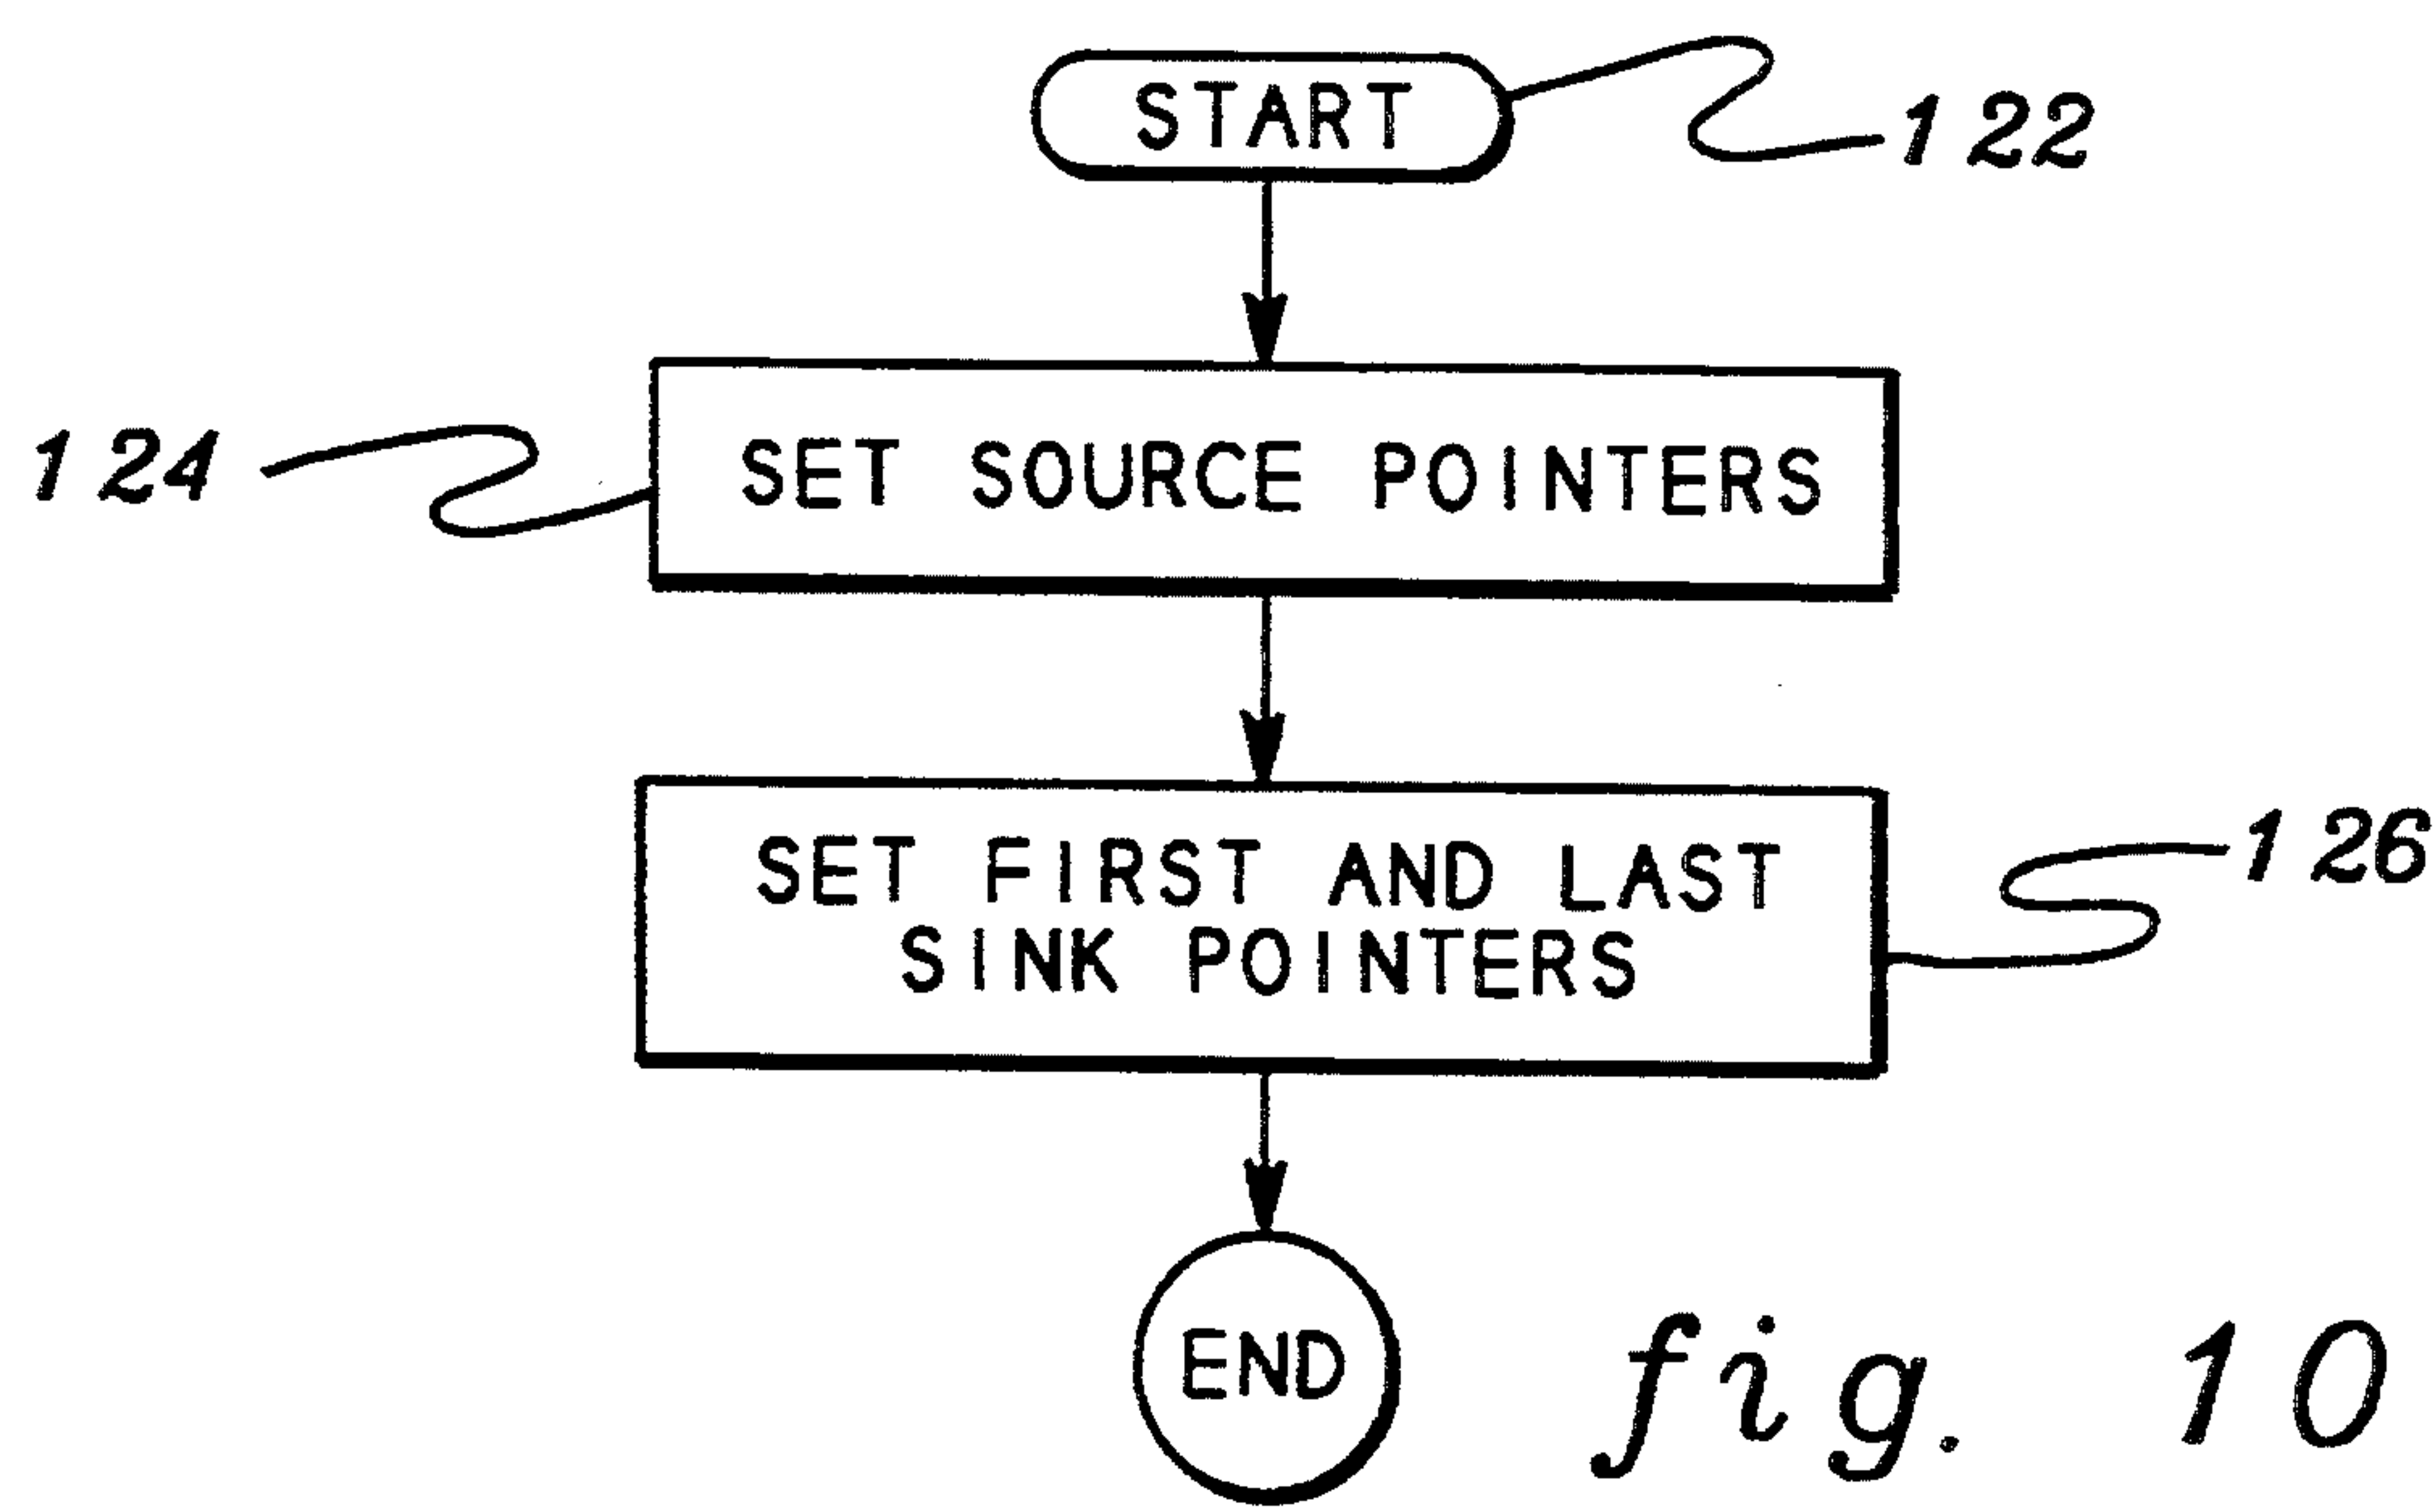 START
122
124
SET SOURCE POINTERS
SET FIRST AND LAST
SINK POINTERS
126
END
fig. 10